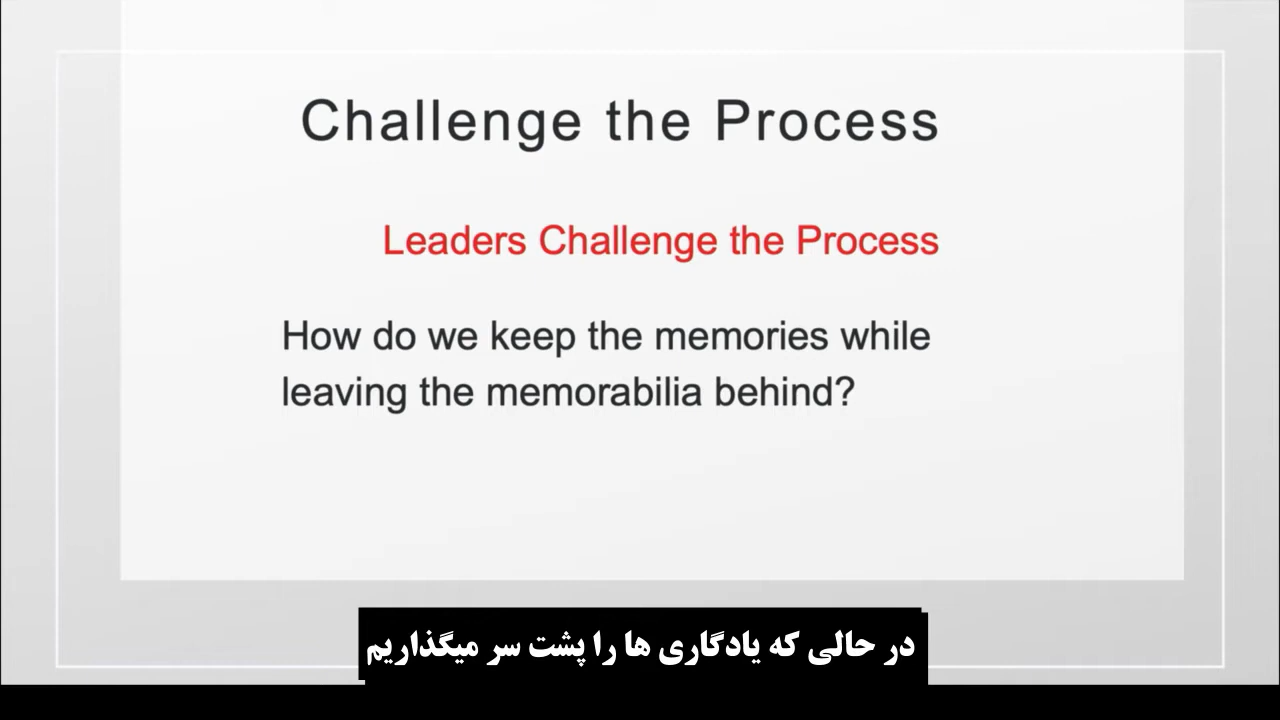 Challenge the Process
Leaders Challenge the Process
How do we keep the memories while
leaving the memorabilia behind?
در حالی که یادگاری ها را پشت سر میگذاریم